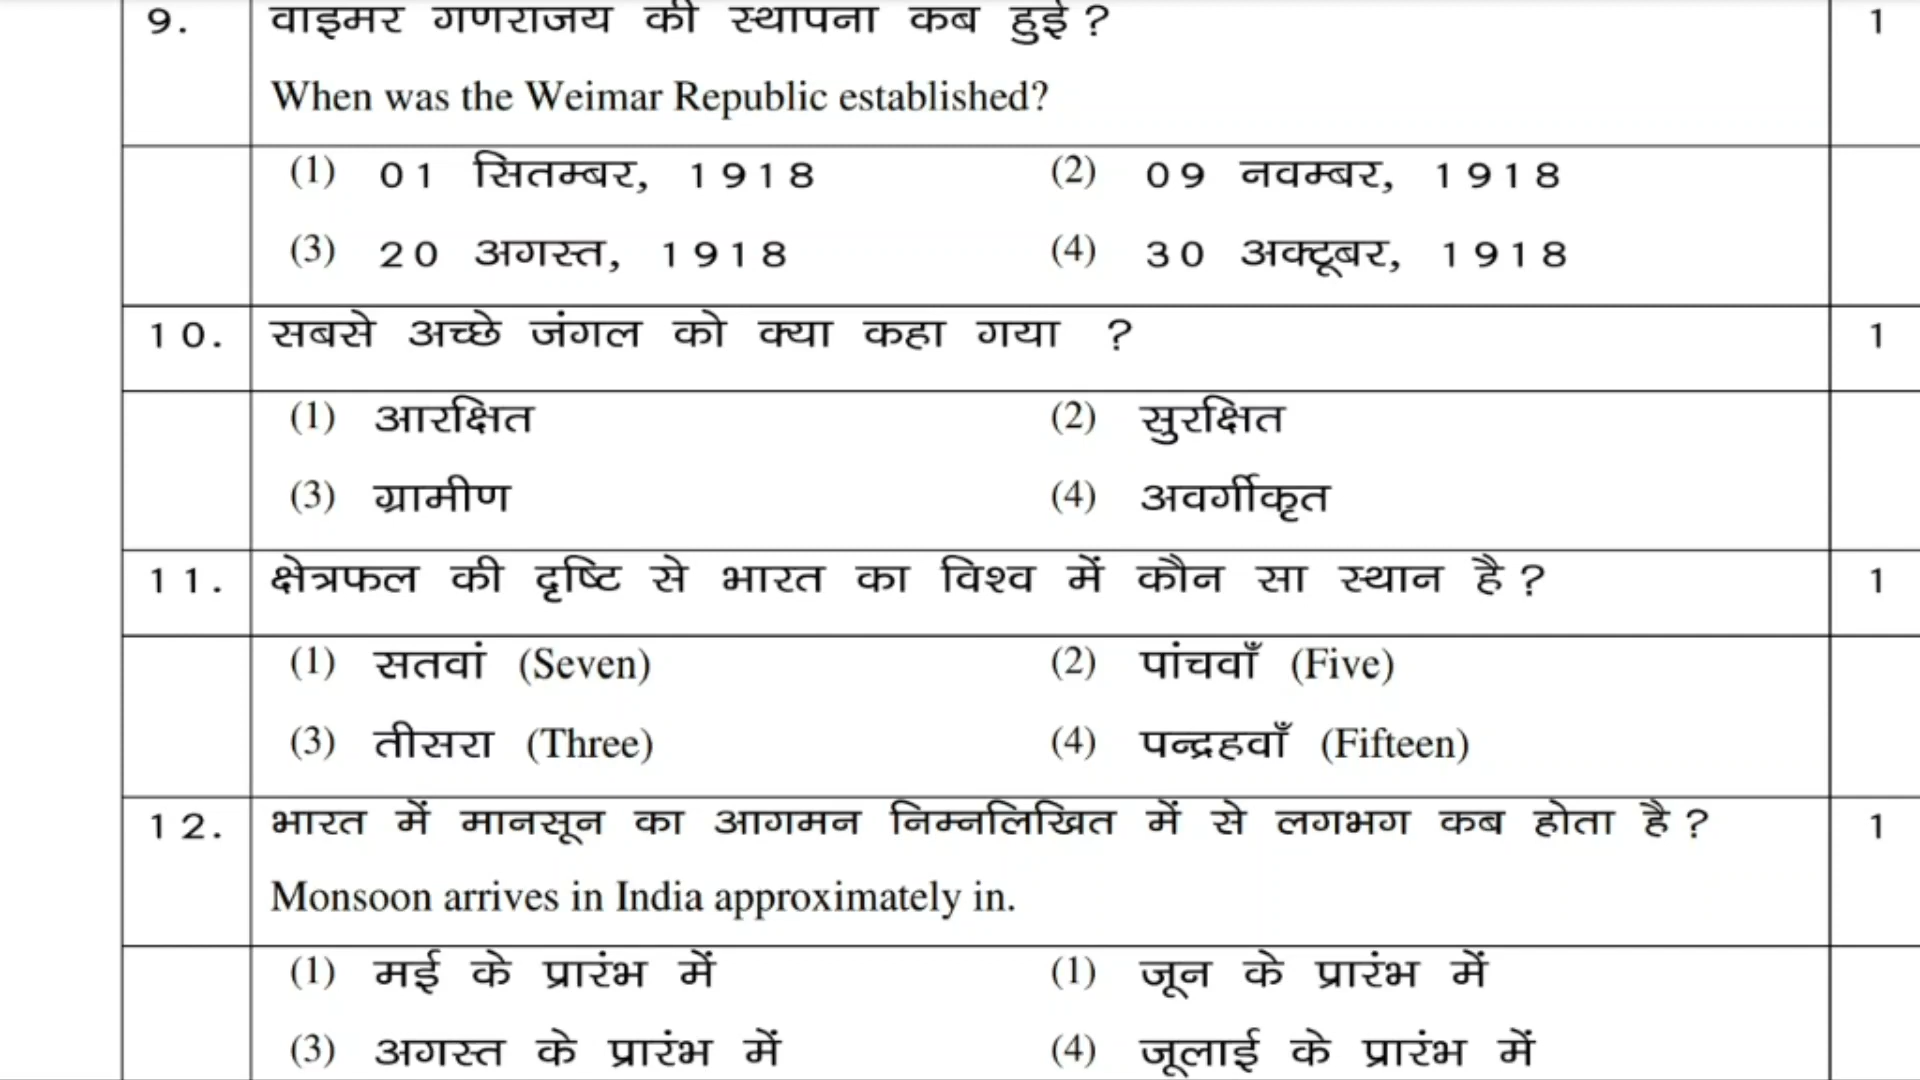 9. वाइमर गणराजय की स्थापना कब हुई? 1
When was the Weimar Republic established?
(1) 01 सितम्बर, 1918 (2) 09 नवम्बर, 1918
(3) 20 अगस्त, 1918 (4) 30 अक्टूबर, 1918
10. सबसे अच्छे जंगल को क्या कहा गया ? 1
(1) आरक्षित (2) सुरक्षित
(3) ग्रामीण (4) अवर्गीकृत
11. क्षेत्रफल की दृष्टि से भारत का विश्व में कौन सा स्थान है? 1
(1) सतवां (Seven) (2) पांचवाँ (Five)
(3) तीसरा (Three) (4) पन्द्रहवाँ (Fifteen)
12. भारत में मानसून का आगमन निम्नलिखित में से लगभग कब होता है? 1
Monsoon arrives in India approximately in.
(1) मई के प्रारंभ में (1) जून के प्रारंभ में
(3) अगस्त के प्रारंभ में (4) जूलाई के प्रारंभ में